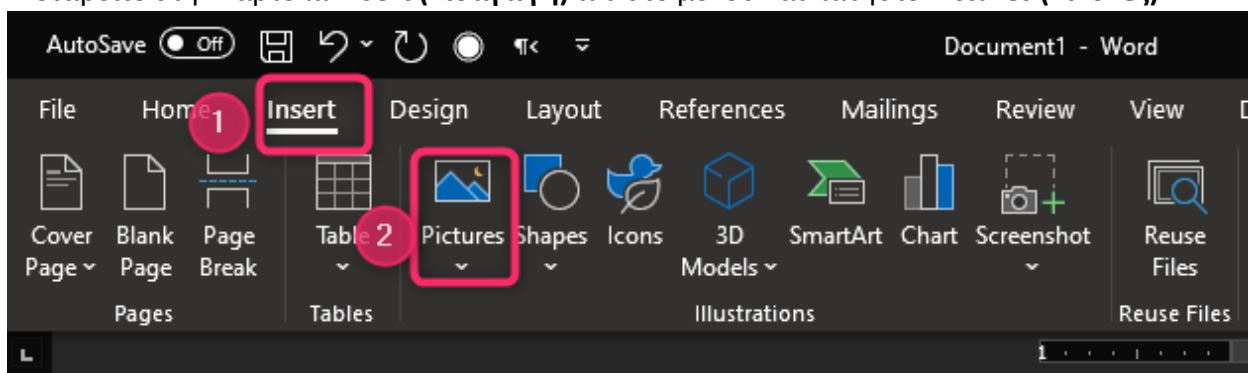 AutoSave Off Document1 - Word
File Home Insert Design Layout References Mailings Review View
1
Cover Page Blank Page Page Break Table Pictures Shapes Icons 3D Models SmartArt Chart Screenshot Reuse Files
2
Pages Tables Illustrations Reuse Files
1